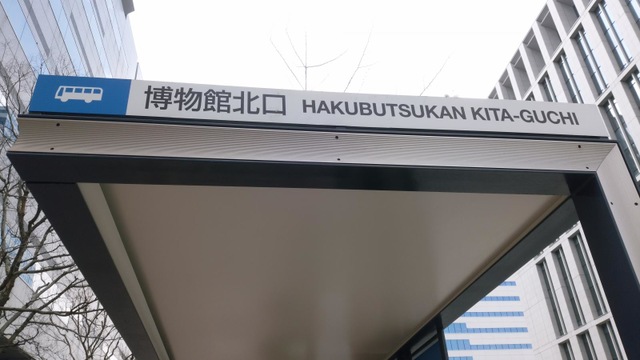 博物館北口 HAKUBUTSUKAN KITA-GUCHI